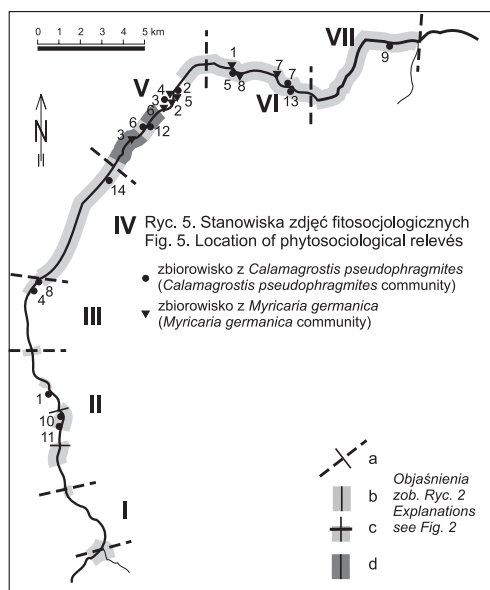 0 1 2 3 4 5 km
N
VII
9
1
7
5
8
7
VI
13
V
4
2
3
5
6
2
6
12
3
14
IV
Ryc. 5. Stanowiska zdjęć fitosocjologicznych
Fig. 5. Location of phytosociological relevés
zbiorowisko z Calamagrostis pseudophragmites
(Calamagrostis pseudophragmites community)
zbiorowisko z Myricaria germanica
(Myricaria germanica community)
8
4
III
1
II
10
11
I
a
b
c
d
Objaśnienia
zob. Ryc. 2
Explanations
see Fig. 2